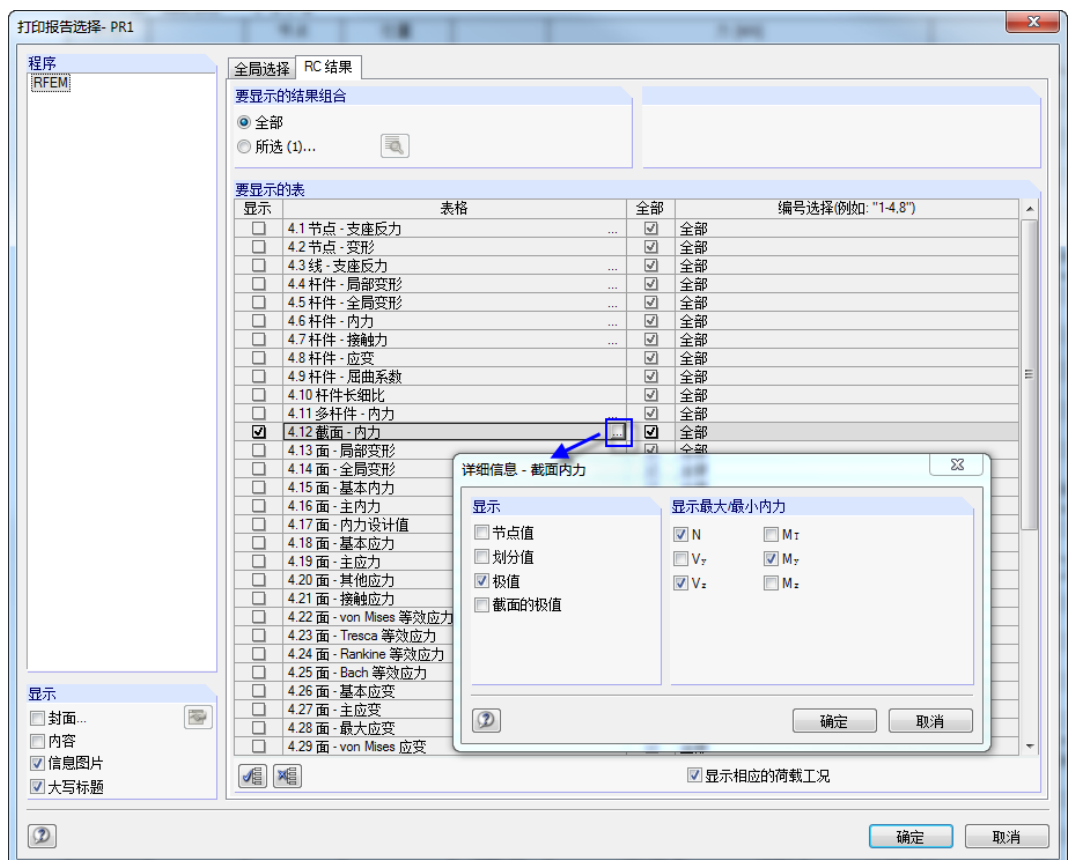 打印报告选择- PR1
程序
RFEM
全局选择 RC 结果
要显示的结果组合
全部
所选 (1)...
要显示的表
显示 表格 全部 编号选择(例如: "1-4,8")
4.1 节点 - 支座反力 ... 全部
4.2 节点 - 变形 全部
4.3 线 - 支座反力 ... 全部
4.4 杆件 - 局部变形 ... 全部
4.5 杆件 - 全局变形 ... 全部
4.6 杆件 - 内力 ... 全部
4.7 杆件 - 接触力 ... 全部
4.8 杆件 - 应变 全部
4.9 杆件 - 屈曲系数 全部
4.10 杆件长细比 全部
4.11 多杆件 - 内力 ... 全部
4.12 截面 - 内力 ... 全部
4.13 面 - 局部变形 全部
4.14 面 - 全局变形
4.15 面 - 基本内力
4.16 面 - 主内力
4.17 面 - 内力设计值
4.18 面 - 基本应力
4.19 面 - 主应力
4.20 面 - 其他应力
4.21 面 - 接触应力
4.22 面 - von Mises 等效应力
4.23 面 - Tresca 等效应力
4.24 面 - Rankine 等效应力
4.25 面 - Bach 等效应力
4.26 面 - 基本应变
4.27 面 - 主应变
4.28 面 - 最大应变
4.29 面 - von Mises 应变
详细信息 - 截面内力
显示
节点值
划分值
极值
截面的极值
显示最大/最小内力
N MT
Vy My
Vz Mz
确定 取消
显示
封面...
内容
信息图片
大写标题
显示相应的荷载工况
确定 取消